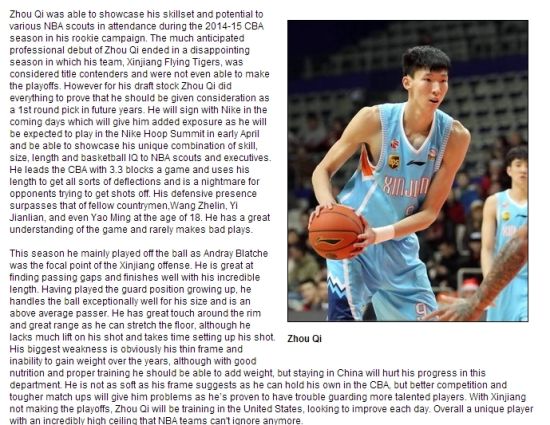 Zhou Qi was able to showcase his skillset and potential to
various NBA scouts in attendance during the 2014-15 CBA
season in his rookie campaign. The much anticipated
professional debut of Zhou Qi ended in a disappointing
season in which his team, Xinjiang Flying Tigers, was
considered title contenders and were not even able to make
the playoffs. However for his draft stock Zhou Qi did
everything to prove that he should be given consideration as
a 1st round pick in future years. He will sign with Nike in the
coming days which will give him added exposure as he will
be expected to play in the Nike Hoop Summit in early April
and be able to showcase his unique combination of skill,
size, length and basketball IQ to NBA scouts and executives.
He leads the CBA with 3.3 blocks a game and uses his
length to get all sorts of deflections and is a nightmare for
opponents trying to get shots off. His defensive presence
surpases that of fellow countrymen,Wang Zhelin, Yi
Jianlian, and even Yao Ming at the age of 18. He has a great
understanding of the game and rarely makes bad plays.
This season he mainly played off the ball as Andray Blatche
was the focal point of the Xinjiang offense. He is great at
finding passing gaps and finishes well with his incredible
length. Having played the guard position growing up, he
handles the ball exceptionally well for his size and is an
above average passer. He has great touch around the rim
and great range as he can stretch the floor, although he
lacks much lift on his shot and takes time setting up his shot.
His biggest weakness is obviously his thin frame and
inability to gain weight over the years, although with good
nutrition and proper training he should be able to add weight, but staying in China will hurt his progress in this
department. He is not as soft as his frame suggests as he can hold his own in the CBA, but better competition and
tougher match ups will give him problems as he's proven to have trouble guarding more talented players. With Xinjiang
not making the playoffs, Zhou Qi will be training in the United States, looking to improve each day. Overall a unique player
with an incredibly high ceiling that NBA teams can't ignore anymore.
ups
XINJIN
9
Zhou Qi